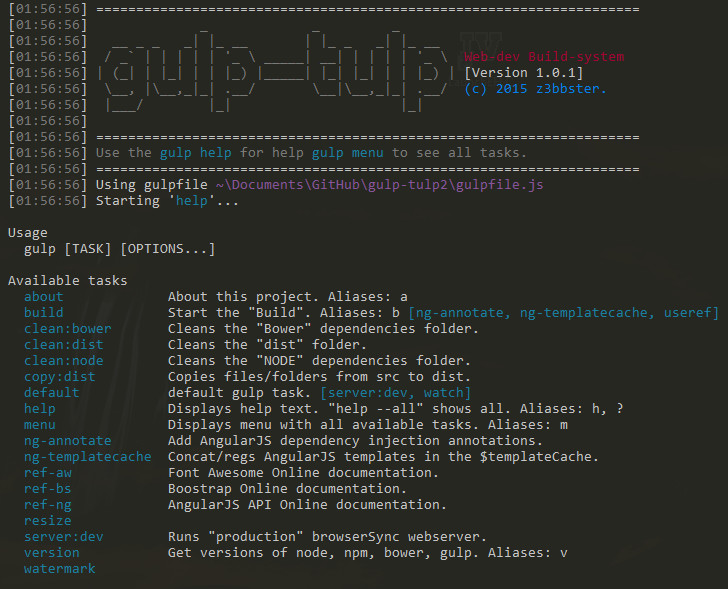 [01:56:56] ====================================================================
[01:56:56]
[01:56:56]
[01:56:56] Web-dev Build-system
[01:56:56] [Version 1.0.1]
[01:56:56] (c) 2015 z3bbster.
[01:56:56]
[01:56:56]
[01:56:56] ====================================================================
[01:56:56] Use the gulp help for help gulp menu to see all tasks.
[01:56:56] ====================================================================
[01:56:56] Using gulpfile ~\Documents\GitHub\gulp-tulp2\gulpfile.js
[01:56:56] Starting 'help'...
Usage
gulp [TASK] [OPTIONS...]
Available tasks
about About this project. Aliases: a
build Start the "Build". Aliases: b [ng-annotate, ng-templatecache, useref]
clean:bower Cleans the "Bower" dependencies folder.
clean:dist Cleans the "dist" folder.
clean:node Cleans the "NODE" dependencies folder.
copy:dist Copies files/folders from src to dist.
default default gulp task. [server:dev, watch]
help Displays help text. "help --all" shows all. Aliases: h, ?
menu Displays menu with all available tasks. Aliases: m
ng-annotate Add AngularJS dependency injection annotations.
ng-templatecache Concat/regs AngularJS templates in the $templateCache.
ref-aw Font Awesome Online documentation.
ref-bs Boostrap Online documentation.
ref-ng AngularJS API Online documentation.
resize
server:dev Runs "production" browserSync webserver.
version Get versions of node, npm, bower, gulp. Aliases: v
watermark